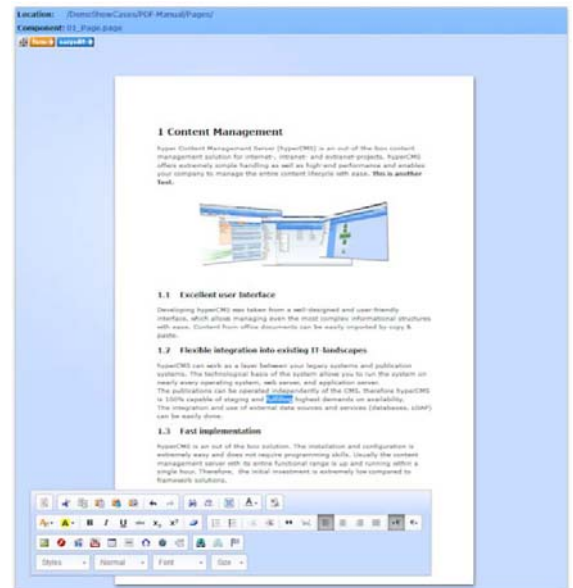 Location: /DemoShowCases/PDF-Manual/Pages/
Component: 01_Page.page
Form easyedit
1 Content Management
hyper Content Management Server (hyperCMS) is an out of the box content
management solution for internet-, intranet- and extranet-projects. hyperCMS
offers extremely simple handling as well as high-end performance and enables
your company to manage the entire content lifecycle with ease. This is another
Text.
1.1 Excellent user Interface
Developing hyperCMS was taken from a well-designed and user-friendly
interface, which allows managing even the most complex informational structures
with ease. Content from office documents can be easily imported by copy &
paste.
1.2 Flexible integration into existing IT-landscapes
hyperCMS can work as a layer between your legacy systems and publication
systems. The technological basis of the system allows you to run the system on
nearly every operating system, web server, and application server.
The publications can be operated independently of the CMS, therefore hyperCMS
is 100% capable of staging and fulfilling highest demands on availability.
The integration and use of external data sources and services (databases, sOAP)
can be easily done.
1.3 Fast implementation
hyperCMS is an out of the box solution. The installation and configuration is
extremely easy and does not require programming skills. Usually the content
management server with its entire functional range is up and running within a
single hour. Therefore, the initial investment is extremely low compared to
framework solutions.
B I U
Styles Normal Font Size